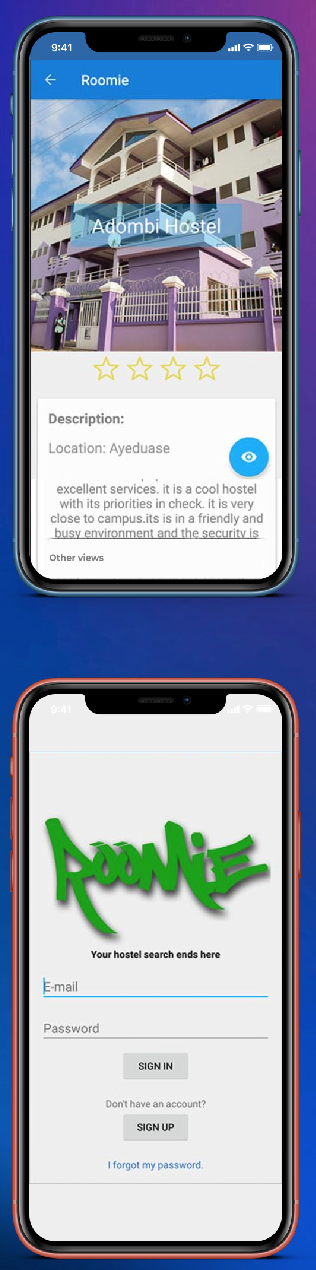 9:41
Roomie
Adombi Hostel
Description:
Location: Ayeduase
excellent services. it is a cool hostel
with its priorities in check. it is very
close to campus.its is in a friendly and
busy environment and the security is
Other views
9:41
ROOMIE
Your hostel search ends here
E-mail
Password
SIGN IN
Don't have an account?
SIGN UP
I forgot my password.